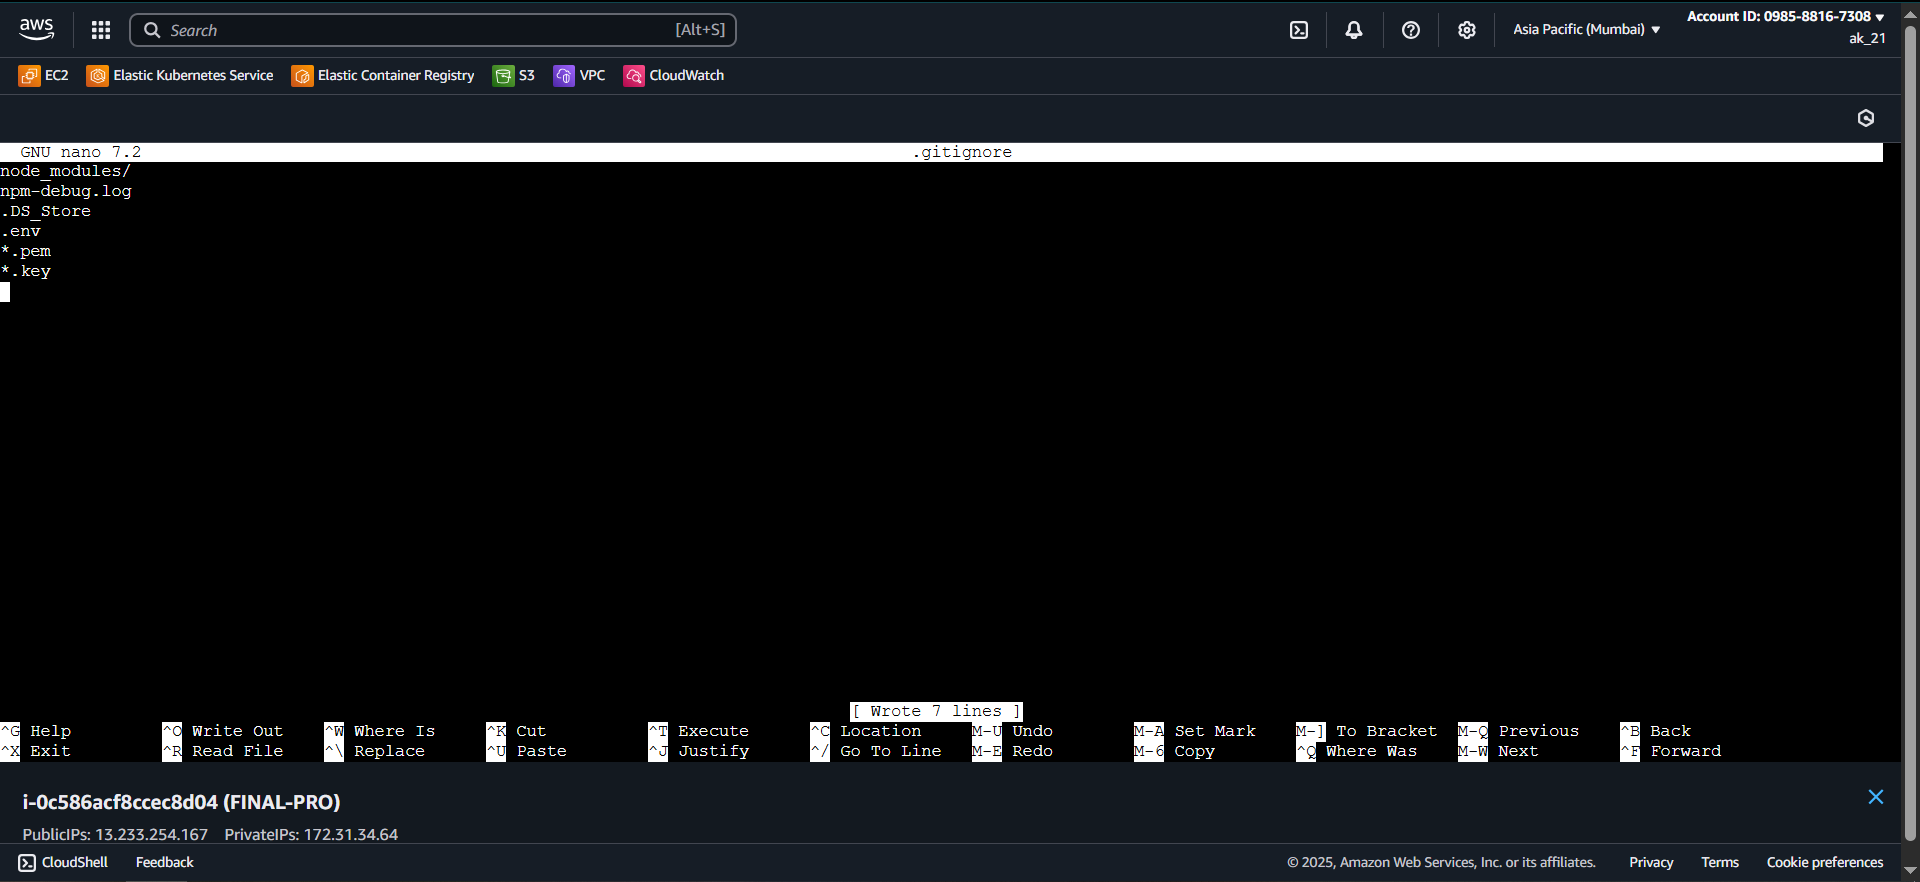 aws
Search [Alt+S]
Asia Pacific (Mumbai) ▼
Account ID: 0985-8816-7308 ▼
ak_21
EC2 Elastic Kubernetes Service Elastic Container Registry S3 VPC CloudWatch
GNU nano 7.2 .gitignore
node_modules/
npm-debug.log
.DS_Store
.env
*.pem
*.key
[ Wrote 7 lines ]
^G Help ^O Write Out ^W Where Is ^K Cut ^T Execute ^C Location M-U Undo M-A Set Mark M-] To Bracket M-Q Previous ^B Back
^X Exit ^R Read File ^\ Replace ^U Paste ^J Justify ^/ Go To Line M-E Redo M-6 Copy ^Q Where Was M-W Next ^F Forward
i-0c586acf8ccec8d04 (FINAL-PRO)
PublicIPs: 13.233.254.167 PrivateIPs: 172.31.34.64
CloudShell Feedback © 2025, Amazon Web Services, Inc. or its affiliates. Privacy Terms Cookie preferences